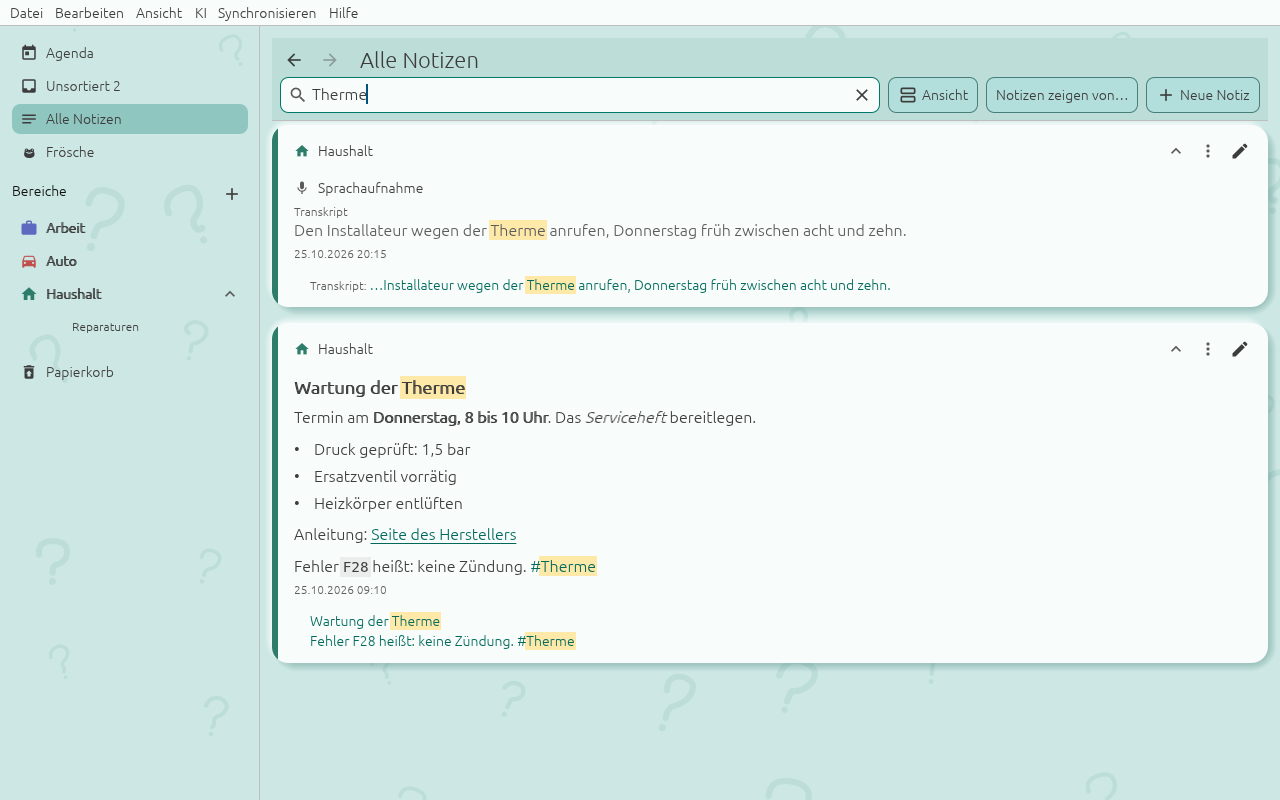 Datei Bearbeiten Ansicht KI Synchronisieren Hilfe
Agenda
Unsortiert 2
Alle Notizen
Frösche
Bereiche
Arbeit
Auto
Haushalt
Reparaturen
Papierkorb
Alle Notizen
Therme
Ansicht
Notizen zeigen von…
Neue Notiz
Haushalt
Sprachaufnahme
Transkript
Den Installateur wegen der Therme anrufen, Donnerstag früh zwischen acht und zehn.
25.10.2026 20:15
Transkript: …Installateur wegen der Therme anrufen, Donnerstag früh zwischen acht und zehn.
Haushalt
Wartung der Therme
Termin am Donnerstag, 8 bis 10 Uhr. Das Serviceheft bereitlegen.
• Druck geprüft: 1,5 bar
• Ersatzventil vorrätig
• Heizkörper entlüften
Anleitung: Seite des Herstellers
Fehler F28 heißt: keine Zündung. #Therme
25.10.2026 09:10
Wartung der Therme
Fehler F28 heißt: keine Zündung. #Therme